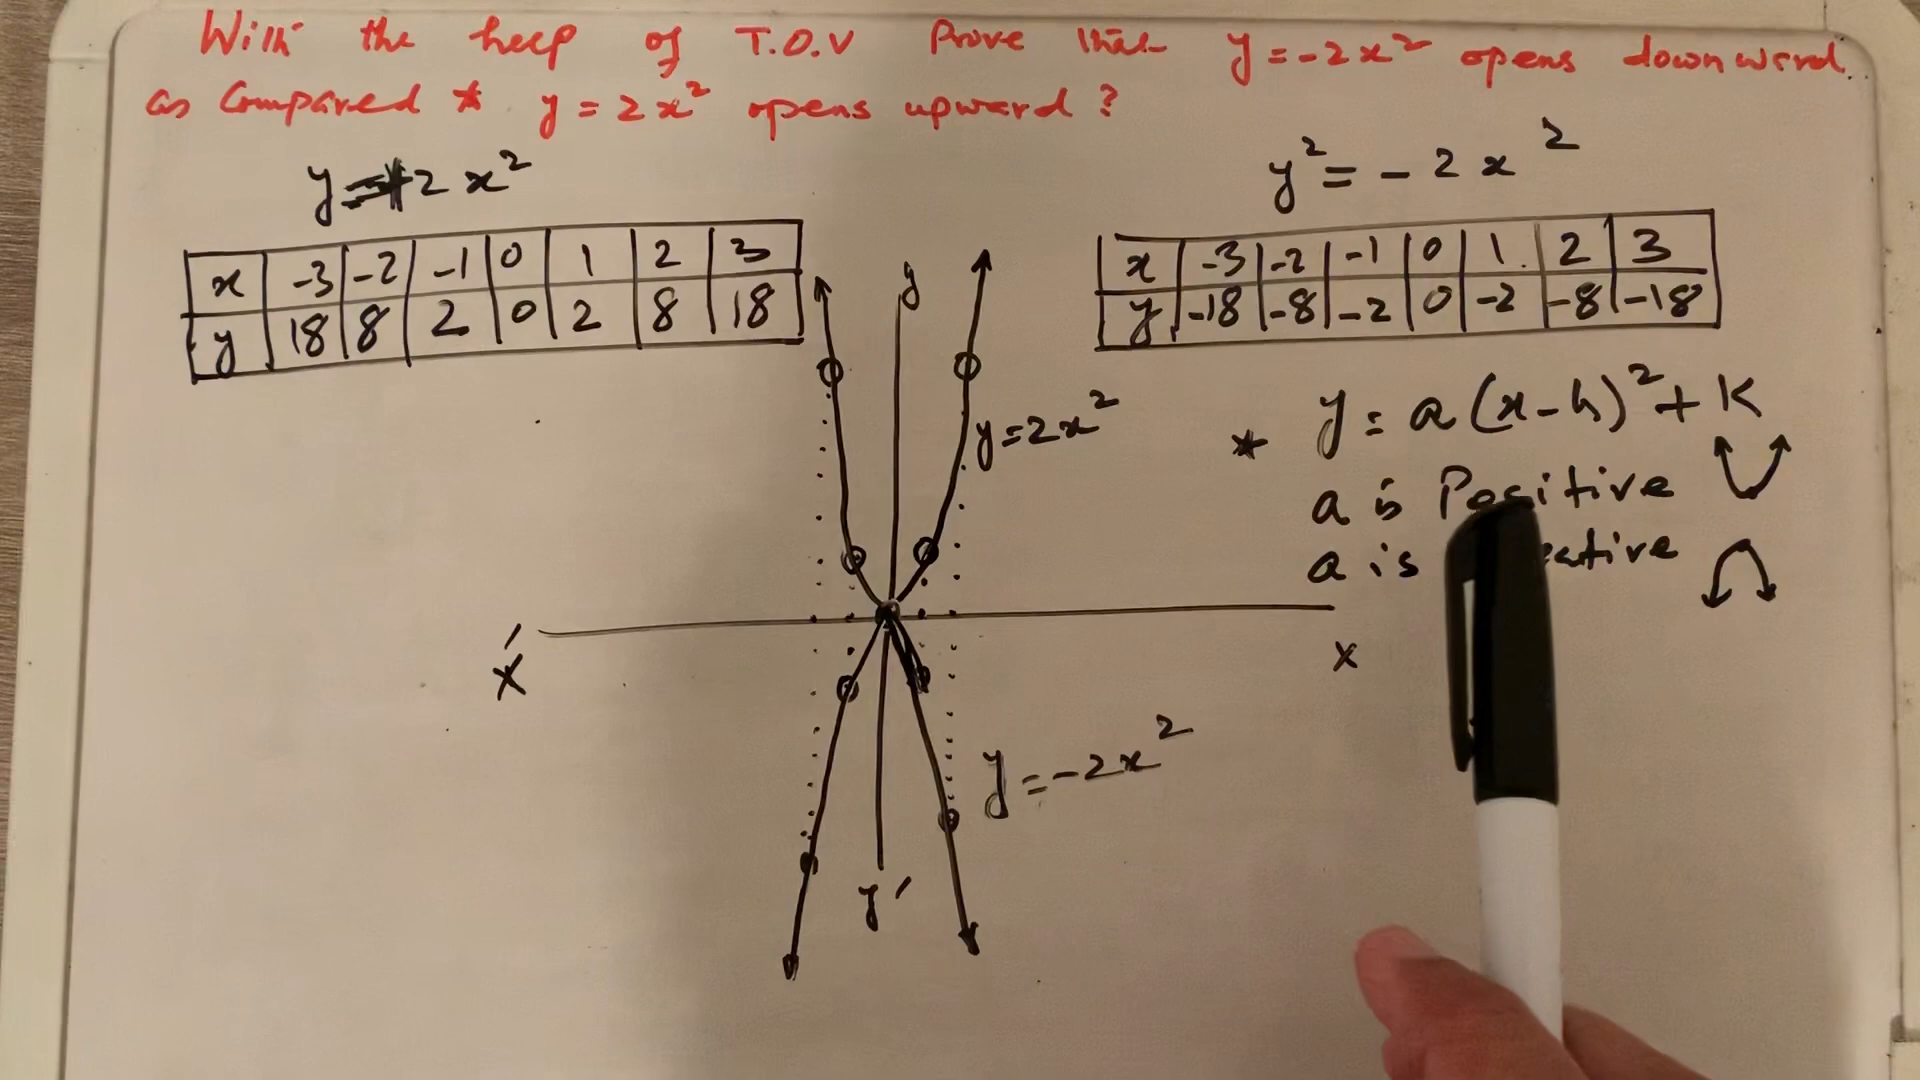 With the help of T.O.V Prove that y = -2x² opens downward.
as Compared to y = 2x² opens upward?
y = 2x²
x -3 -2 -1 0 1 2 3
y 18 8 2 0 2 8 18
y² = -2x²
x -3 -2 -1 0 1 2 3
y -18 -8 -2 0 -2 -8 -18
* y = a(x-h)² + K
a is Positive
a is
y
y = 2x²
x'
x
y = -2x²
y'